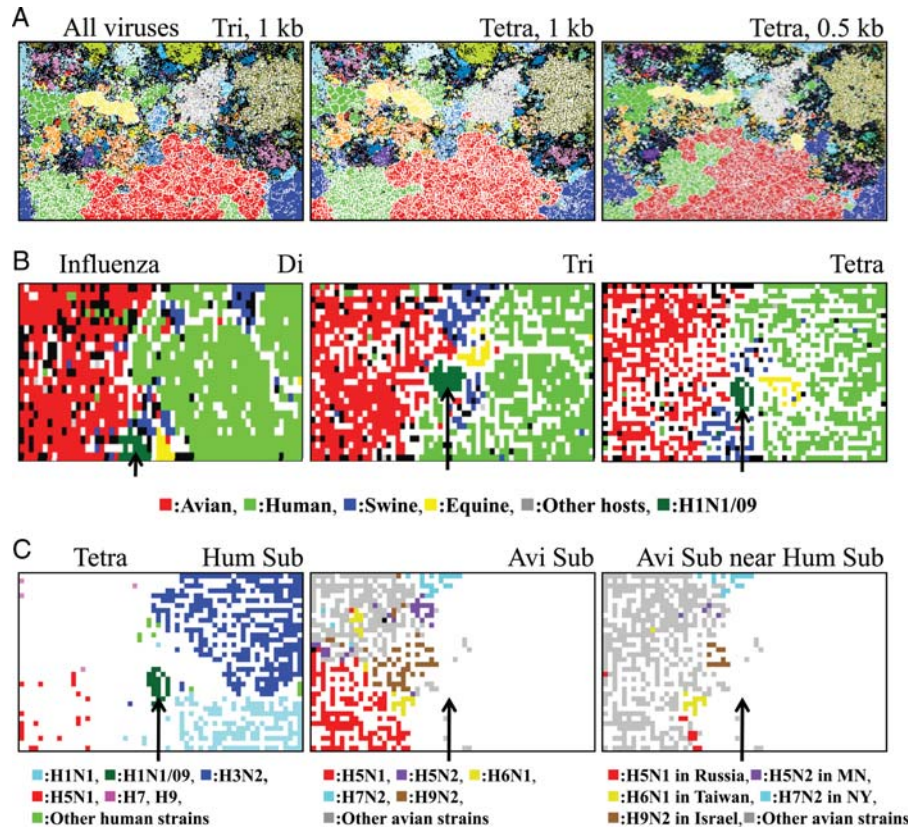 A
All viruses Tri, 1 kb
Tetra, 1 kb
Tetra, 0.5 kb
B
Influenza Di
Tri
Tetra
:Avian, :Human, :Swine, :Equine, :Other hosts, :H1N1/09
C
Tetra Hum Sub
Avi Sub
Avi Sub near Hum Sub
:H1N1, :H1N1/09, :H3N2,
:H5N1, :H7, H9,
:Other human strains
:H5N1, :H5N2, :H6N1,
:H7N2, :H9N2,
:Other avian strains
:H5N1 in Russia, :H5N2 in MN,
:H6N1 in Taiwan, :H7N2 in NY,
:H9N2 in Israel, :Other avian strains